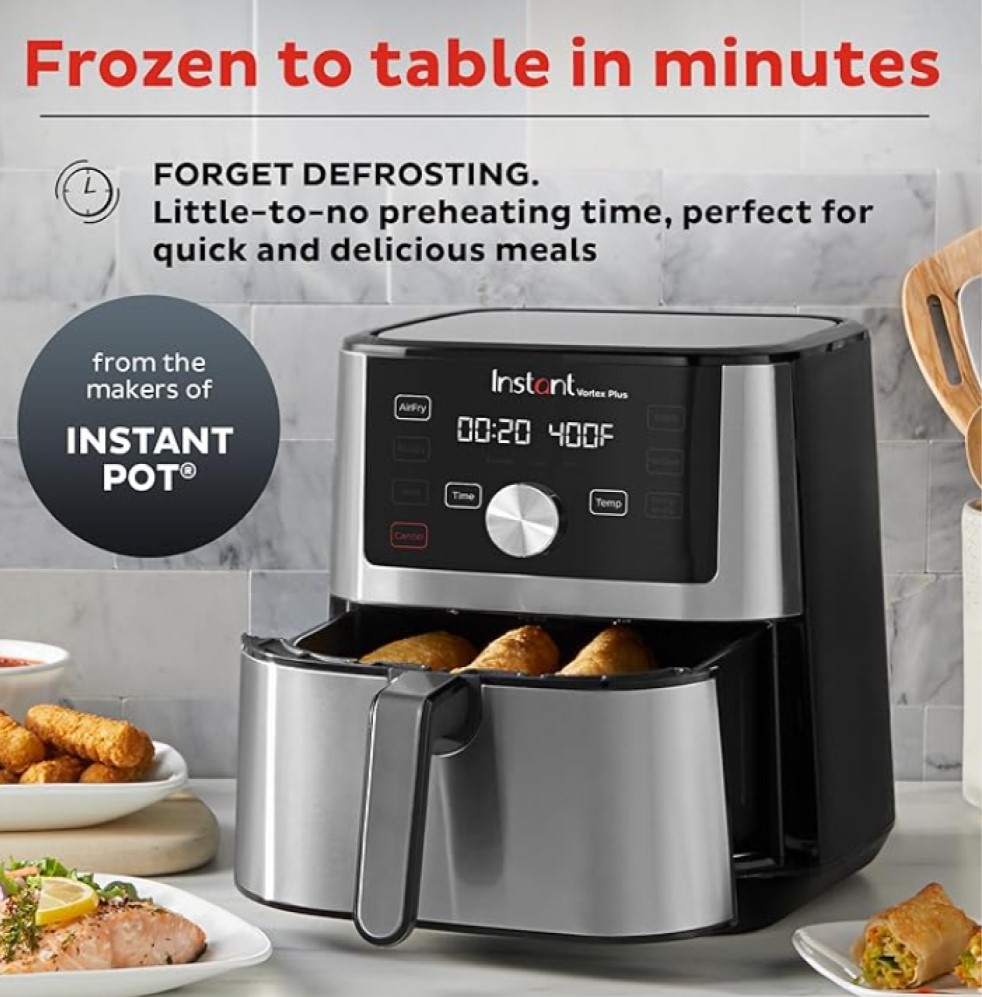 Frozen to table in minutes
FORGET DEFROSTING.
Little-to-no preheating time, perfect for
quick and delicious meals
from the
makers of
INSTANT
POT®
Instant Vortex Plus
AirFry
00:20 400F
Time
Temp
Cancel